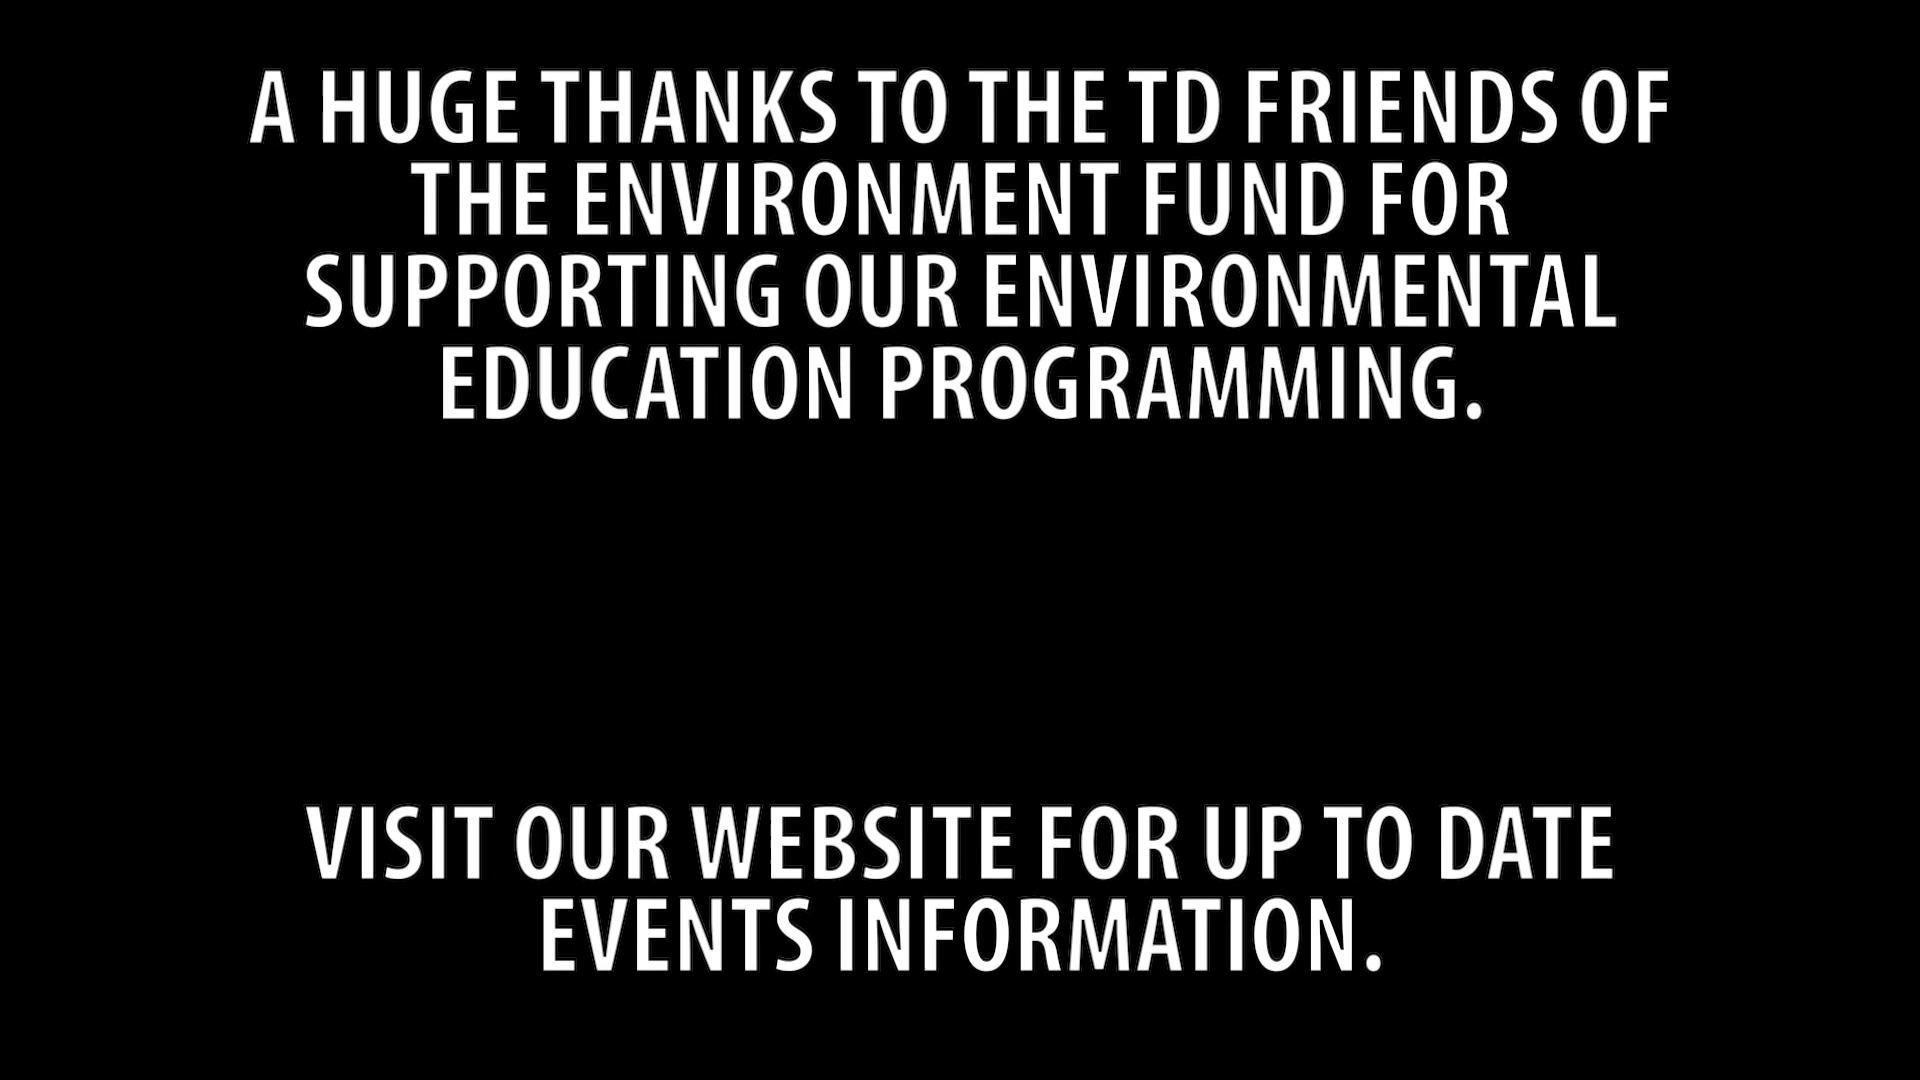 A HUGE THANKS TO THE TD FRIENDS OF
THE ENVIRONMENT FUND FOR
SUPPORTING OUR ENVIRONMENTAL
EDUCATION PROGRAMMING.
VISIT OUR WEBSITE FOR UP TO DATE
EVENTS INFORMATION.